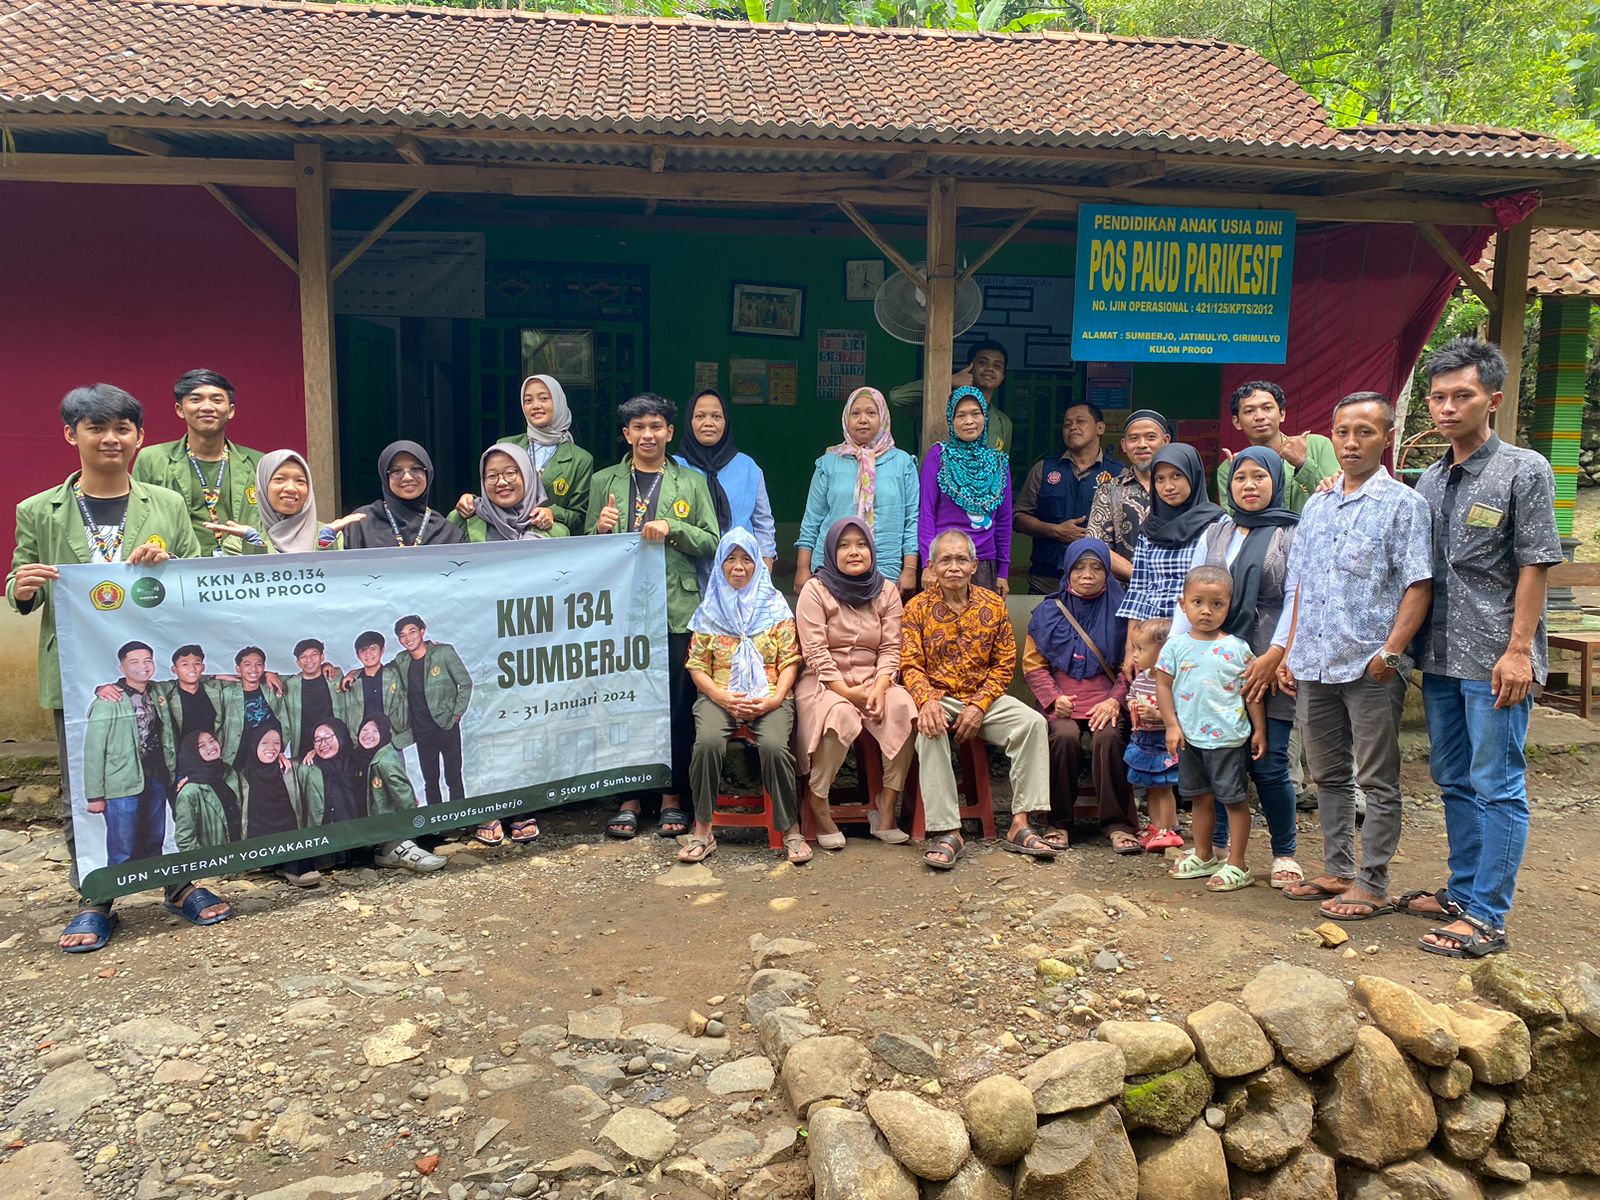 PENDIDIKAN ANAK USIA DINI
POS PAUD PARIKESIT
NO. IJIN OPERASIONAL : 421/125/KPTS/2012
ALAMAT : SUMBERJO, JATIMULYO, GIRIMULYO
KULON PROGO
KKN AB.80.134
KULON PROGO
KKN 134
SUMBERJO
2 - 31 Januari 2024
storyofsumberjo
Story of Sumberjo
UPN "VETERAN" YOGYAKARTA